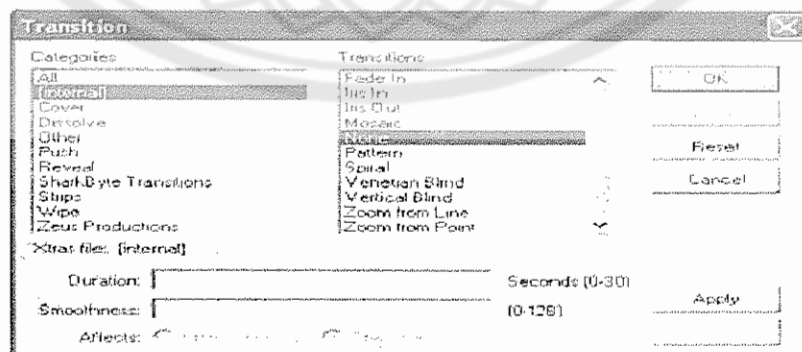 Transition
Categories
Transitions
All
[internal]
Cover
Dissolve
Other
Push
Reveal
SharkByte Transitions
Strips
Wipe
Zeus Productions
Fade In
Iris In
Iris Out
Mosaic
None
Pattern
Spiral
Venetian Blind
Vertical Blind
Zoom from Line
Zoom from Point
OK
Reset
Cancel
Xtras files: [internal]
Duration:
Seconds (0-30)
Smoothness:
(0-128)
Apply
Affects: